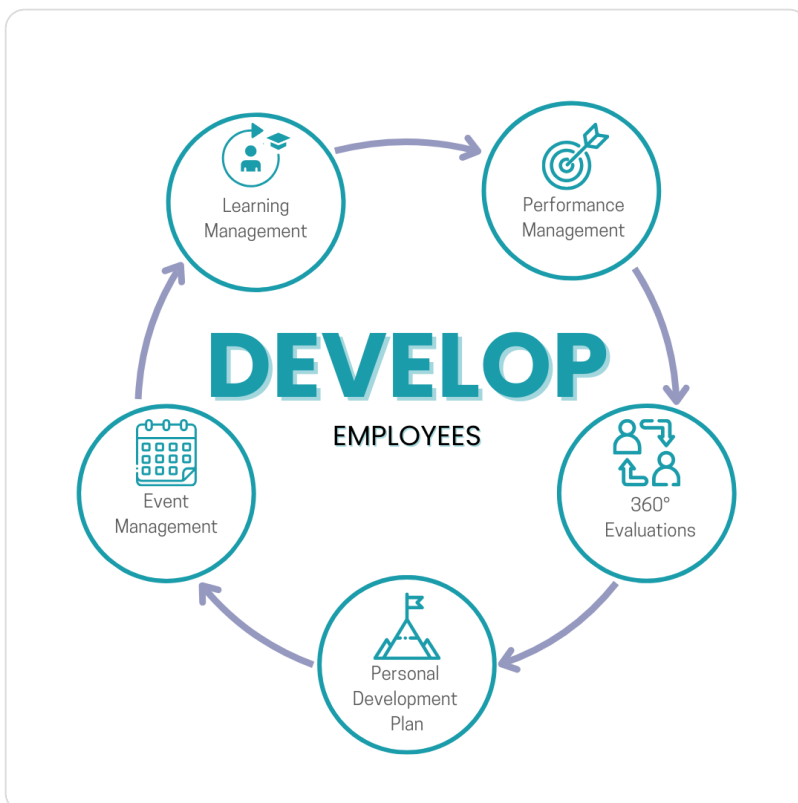 Learning
Management
Performance
Management
DEVELOP
EMPLOYEES
360°
Evaluations
Event
Management
Personal
Development
Plan